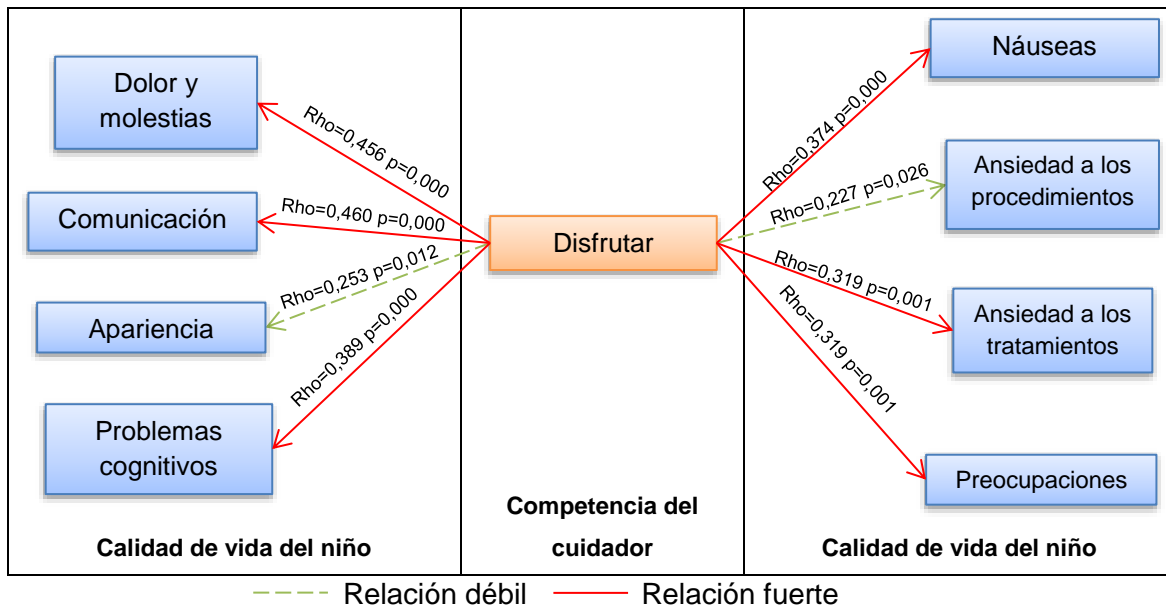 Dolor y
molestias
Comunicación
Apariencia
Problemas
cognitivos
Calidad de vida del niño
Rho=0,456 p=0,000
Rho=0,460 p=0,000
Rho=0,253 p=0,012
Rho=0,389 p=0,000
Disfrutar
Competencia del
cuidador
Rho=0,374 p=0,000
Rho=0,227 p=0,026
Rho=0,319 p=0,001
Rho=0,319 p=0,001
Náuseas
Ansiedad a los
procedimientos
Ansiedad a los
tratamientos
Preocupaciones
Calidad de vida del niño
Relación débil
Relación fuerte